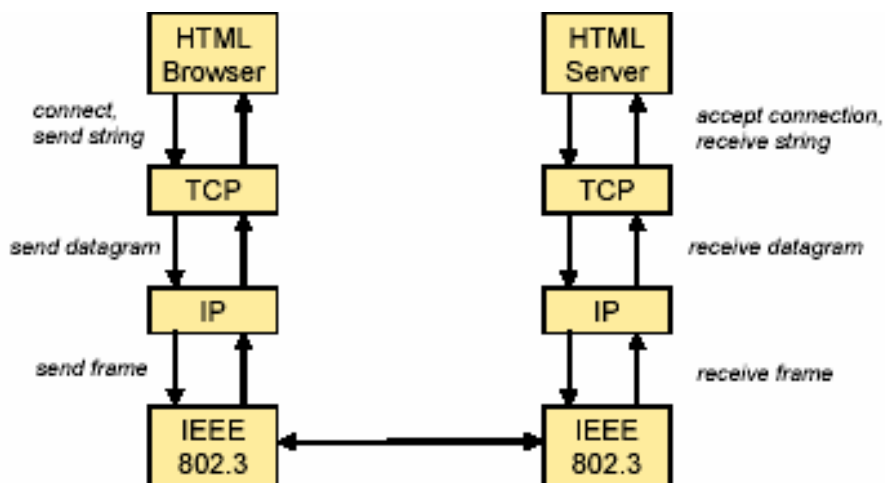 HTML
Browser
HTML
Server
connect,
send string
accept connection,
receive string
TCP
TCP
send datagram
receive datagram
IP
IP
send frame
receive frame
IEEE
802.3
IEEE
802.3